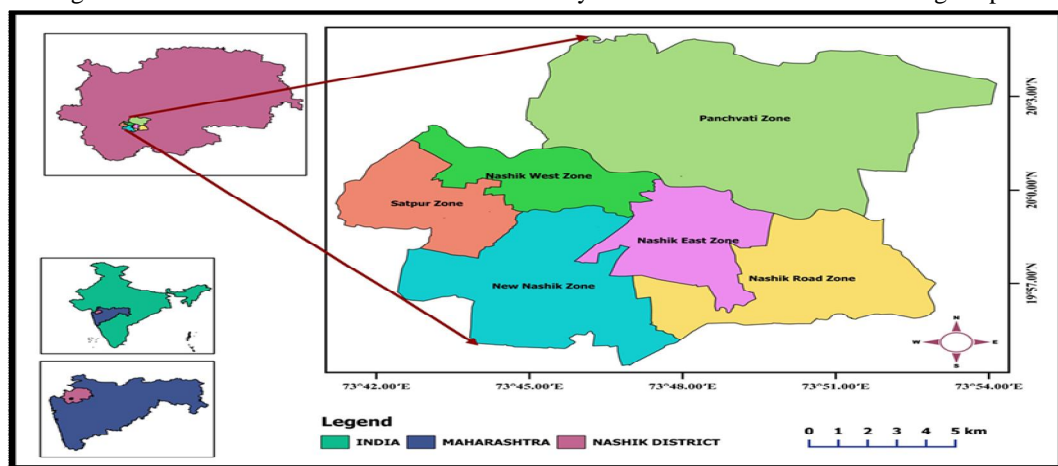 Panchvati Zone
20°3'.00'N
Nashik West Zone
20°0.00'N
Satpur Zone
Nashik East Zone
Nashik Road Zone
New Nashik Zone
19°57.00'N
N
W E
S
73°42.00'E 73°45.00'E 73°48.00'E 73°51.00'E 73°54.00'E
Legend
INDIA MAHARASHTRA NASHIK DISTRICT
0 1 2 3 4 5 km